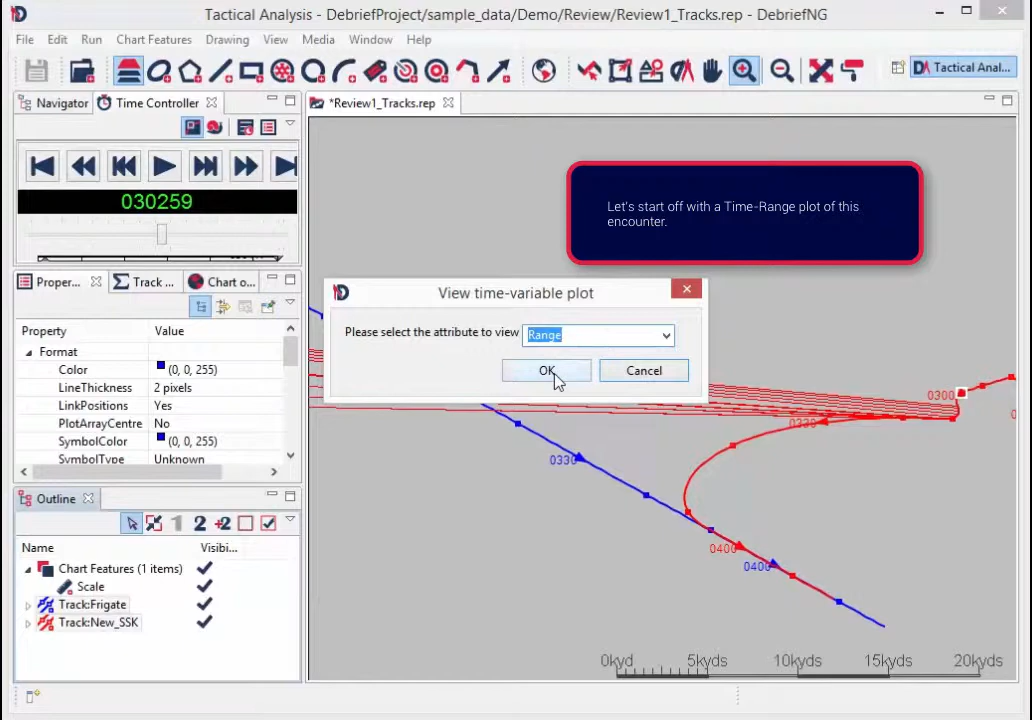 Tactical Analysis - DebriefProject/sample_data/Demo/Review/Review1_Tracks.rep - DebriefNG
File Edit Run Chart Features Drawing View Media Window Help
Tactical Anal...
Navigator Time Controller
*Review1_Tracks.rep
030259
Let's start off with a Time-Range plot of this
encounter.
Proper... Track ... Chart o...
View time-variable plot
Please select the attribute to view Range
OK Cancel
Property Value
Format
Color (0, 0, 255)
LineThickness 2 pixels
LinkPositions Yes
PlotArrayCentre No
SymbolColor (0, 0, 255)
SymbolType Unknown
0300
0330
0330
0400
0400
Outline
1 2 +2
Name Visibi...
Chart Features (1 items)
Scale
Track:Frigate
Track:New_SSK
0kyd 5kyds 10kyds 15kyds 20kyds